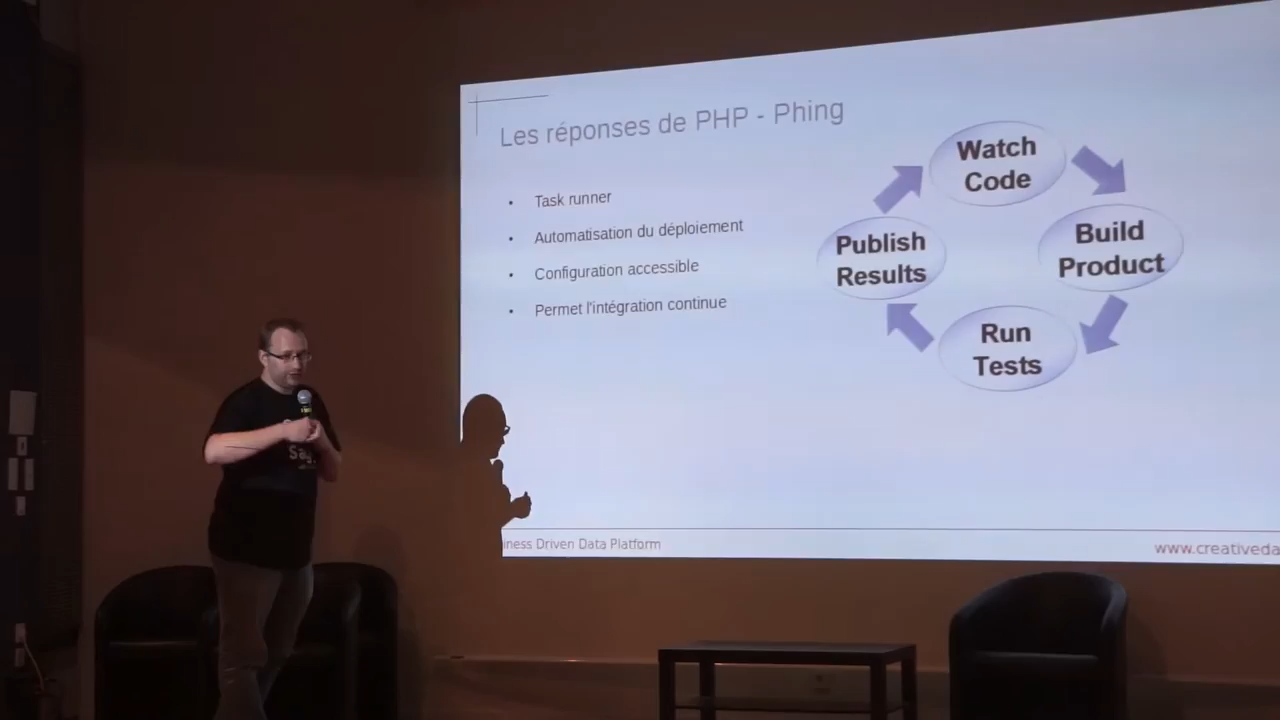 Les réponses de PHP - Phing
• Task runner
• Automatisation du déploiement
• Configuration accessible
• Permet l'intégration continue
Watch
Code
Build
Product
Run
Tests
Publish
Results
iness Driven Data Platform
www.creativeda